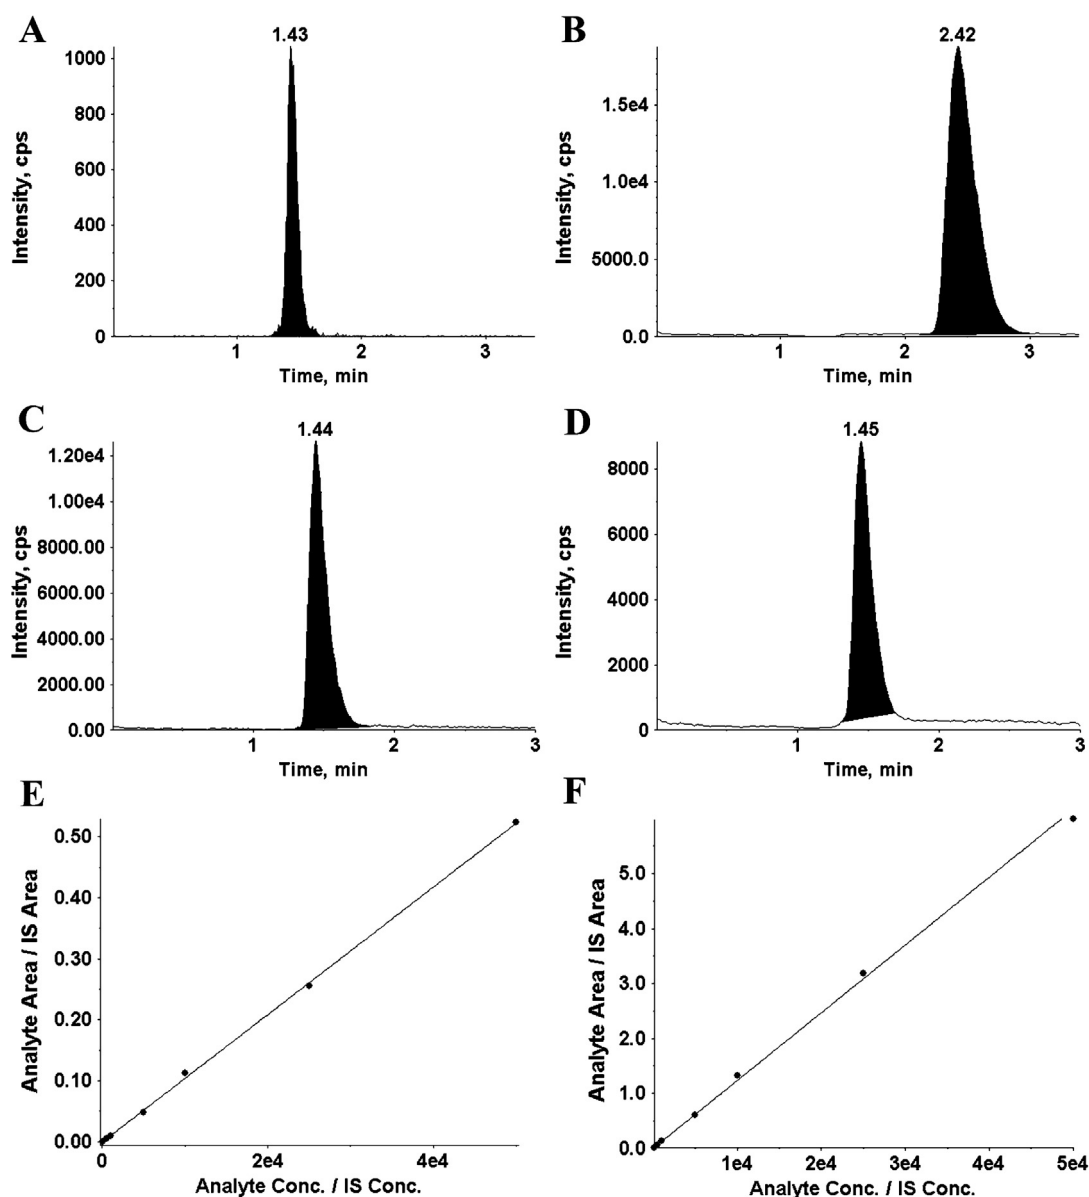 A
1.43
1000
800
600
400
200
0
Intensity, cps
1 2 3
Time, min
B
2.42
1.5e4
1.0e4
5000.0
0.0
Intensity, cps
1 2 3
Time, min
C
1.44
1.20e4
1.00e4
8000.00
6000.00
4000.00
2000.00
0.00
Intensity, cps
1 2 3
Time, min
D
1.45
8000
6000
4000
2000
0
Intensity, cps
1 2 3
Time, min
E
0.50
0.40
0.30
0.20
0.10
0.00
Analyte Area / IS Area
0 2e4 4e4
Analyte Conc. / IS Conc.
F
5.0
4.0
3.0
2.0
1.0
0.0
Analyte Area / IS Area
1e4 2e4 3e4 4e4 5e4
Analyte Conc. / IS Conc.